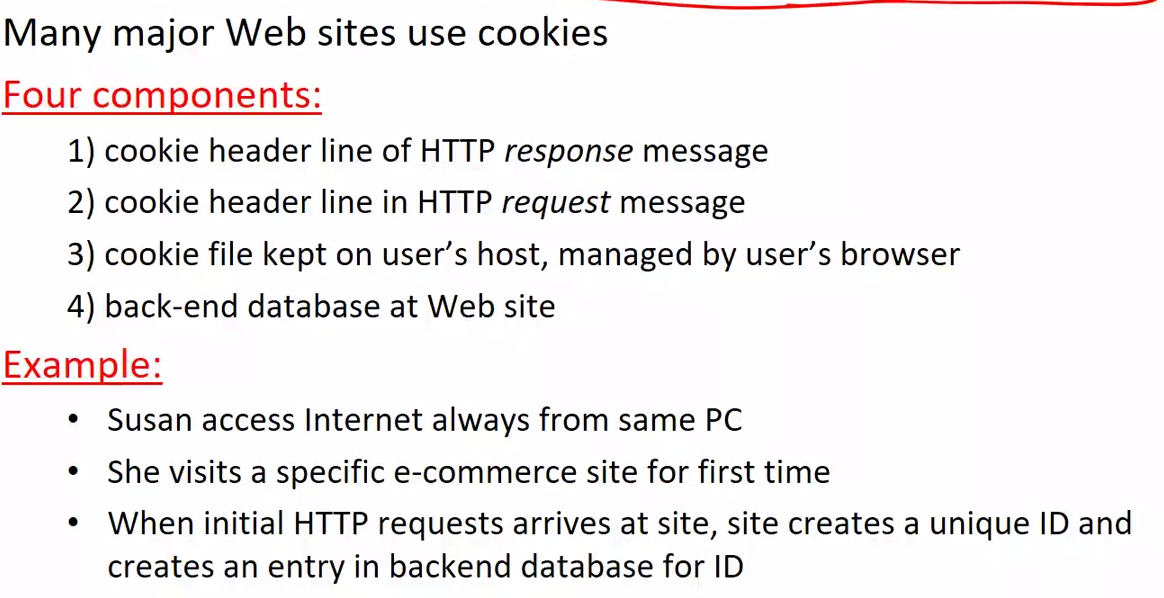 Many major Web sites use cookies
Four components:
1) cookie header line of HTTP response message
2) cookie header line in HTTP request message
3) cookie file kept on user’s host, managed by user’s browser
4) back-end database at Web site
Example:
• Susan access Internet always from same PC
• She visits a specific e-commerce site for first time
• When initial HTTP requests arrives at site, site creates a unique ID and
creates an entry in backend database for ID